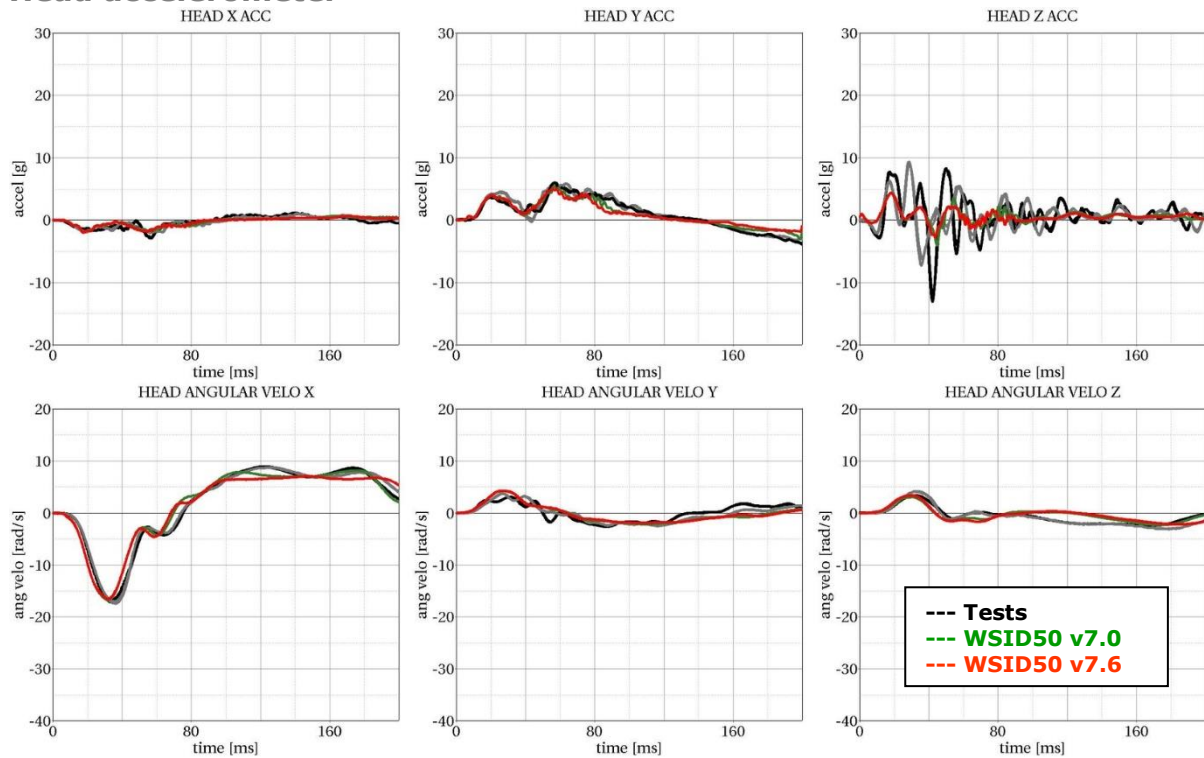 Head accelerometer
HEAD X ACC
HEAD Y ACC
HEAD Z ACC
accel [g]
30
20
10
0
-10
-20
0
80
160
time [ms]
accel [g]
30
20
10
0
-10
-20
0
80
160
time [ms]
accel [g]
30
20
10
0
-10
-20
0
80
160
time [ms]
HEAD ANGULAR VELO X
HEAD ANGULAR VELO Y
HEAD ANGULAR VELO Z
ang velo [rad/s]
20
10
0
-10
-20
-30
-40
0
80
160
time [ms]
ang velo [rad/s]
20
10
0
-10
-20
-30
-40
0
80
160
time [ms]
ang velo [rad/s]
20
10
0
-10
-20
-30
-40
0
80
160
time [ms]
--- Tests
--- WSID50 v7.0
--- WSID50 v7.6